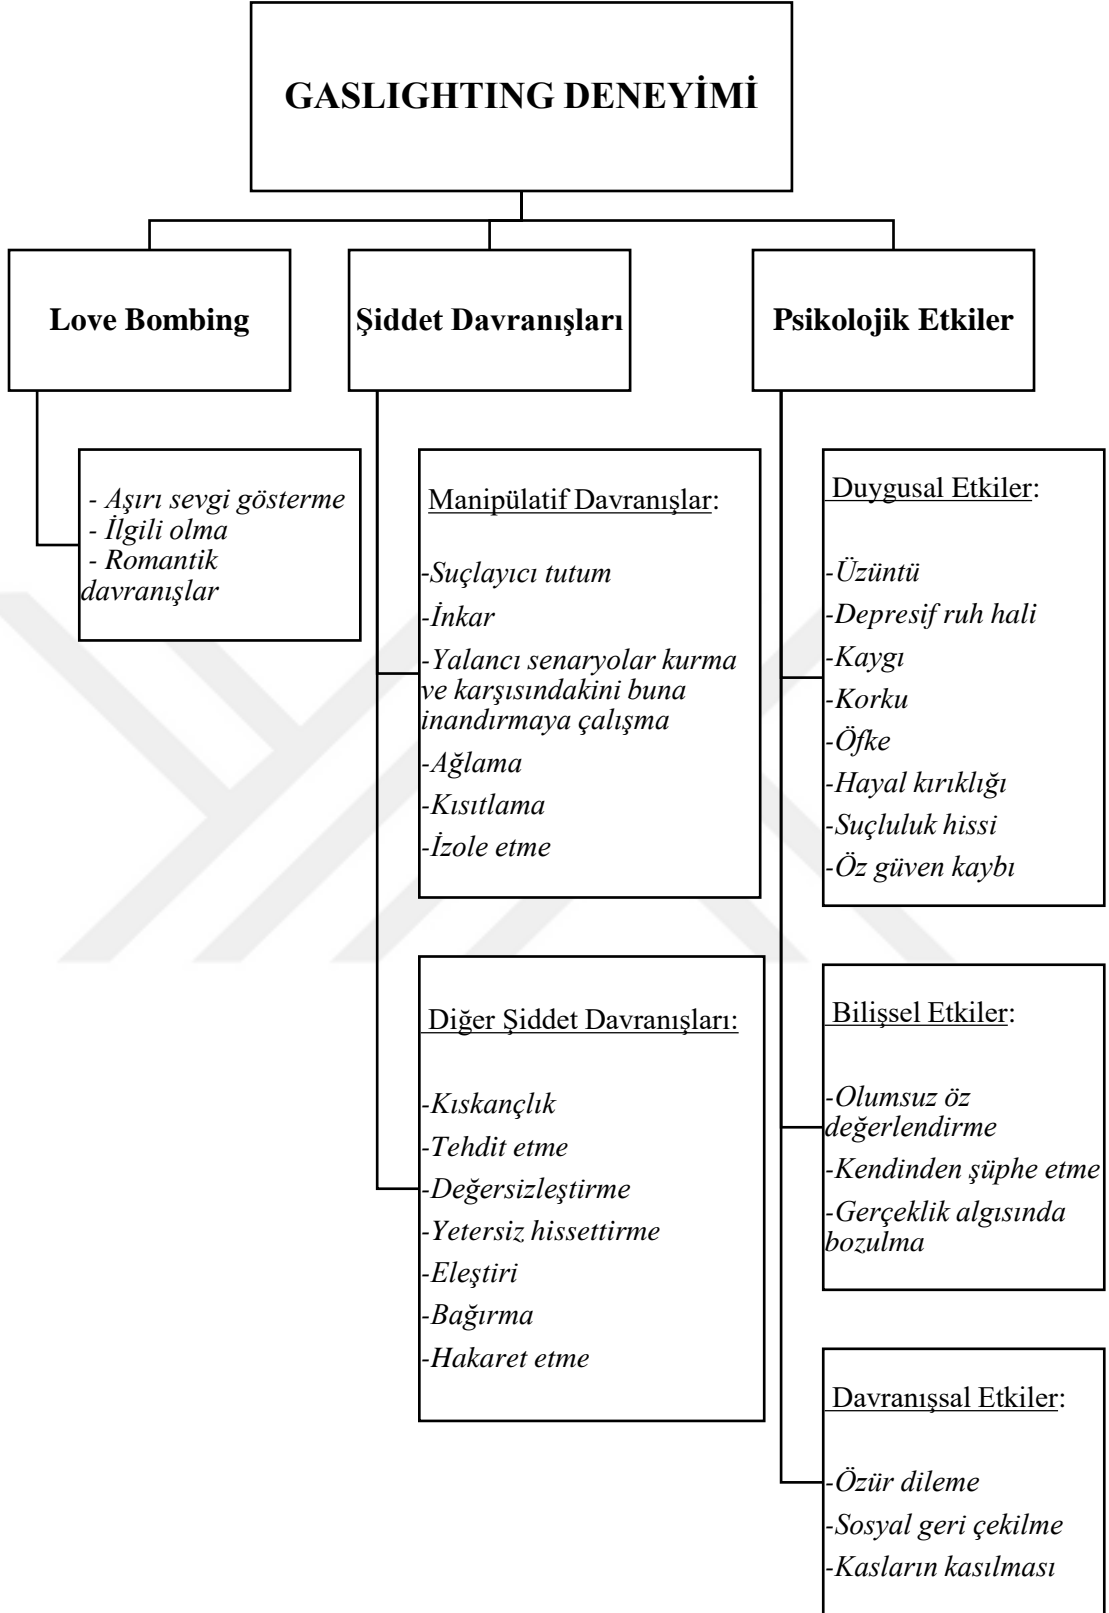 GASLIGHTING DENEYİMİ
Love Bombing
- Aşırı sevgi gösterme
- İlgili olma
- Romantik
davranışlar
Şiddet Davranışları
Manipülatif Davranışlar:
-Suçlayıcı tutum
-İnkar
-Yalancı senaryolar kurma
ve karşısındakini buna
inandırmaya çalışma
-Ağlama
-Kısıtlama
-İzole etme
Diğer Şiddet Davranışları:
-Kıskançlık
-Tehdit etme
-Değersizleştirme
-Yetersiz hissettirme
-Eleştiri
-Bağırma
-Hakaret etme
Psikolojik Etkiler
Duygusal Etkiler:
-Üzüntü
-Depresif ruh hali
-Kaygı
-Korku
-Öfke
-Hayal kırıklığı
-Suçluluk hissi
-Öz güven kaybı
Bilişsel Etkiler:
-Olumsuz öz
değerlendirme
-Kendinden şüphe etme
-Gerçeklik algısında
bozulma
Davranışsal Etkiler:
-Özür dileme
-Sosyal geri çekilme
-Kasların kasılması